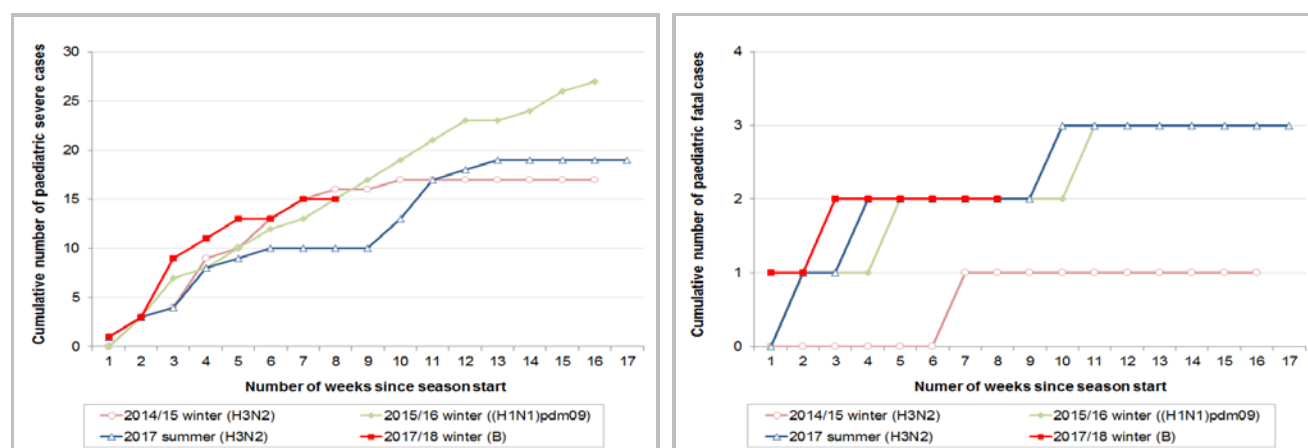 Cumulative number of paediatric severe cases
30
25
20
15
10
5
0
1 2 3 4 5 6 7 8 9 10 11 12 13 14 15 16 17
Number of weeks since season start
2014/15 winter (H3N2) 2015/16 winter ((H1N1)pdm09)
2017 summer (H3N2) 2017/18 winter (B)
Cumulative number of paediatric fatal cases
4
3
2
1
0
1 2 3 4 5 6 7 8 9 10 11 12 13 14 15 16 17
Numer of weeks since season start
2014/15 winter (H3N2) 2015/16 winter ((H1N1)pdm09)
2017 summer (H3N2) 2017/18 winter (B)